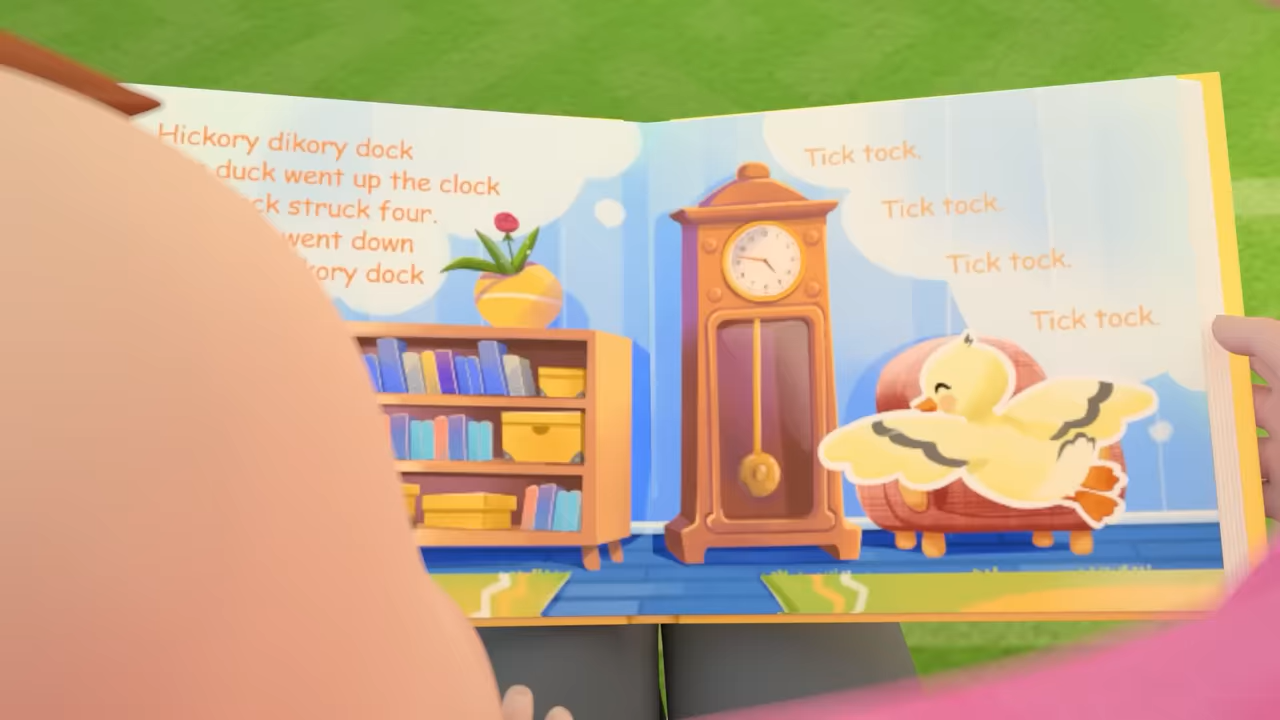 Hickory dikory dock
duck went up the clock
ck struck four.
went down
kory dock
Tick tock.
Tick tock.
Tick tock.
Tick tock.